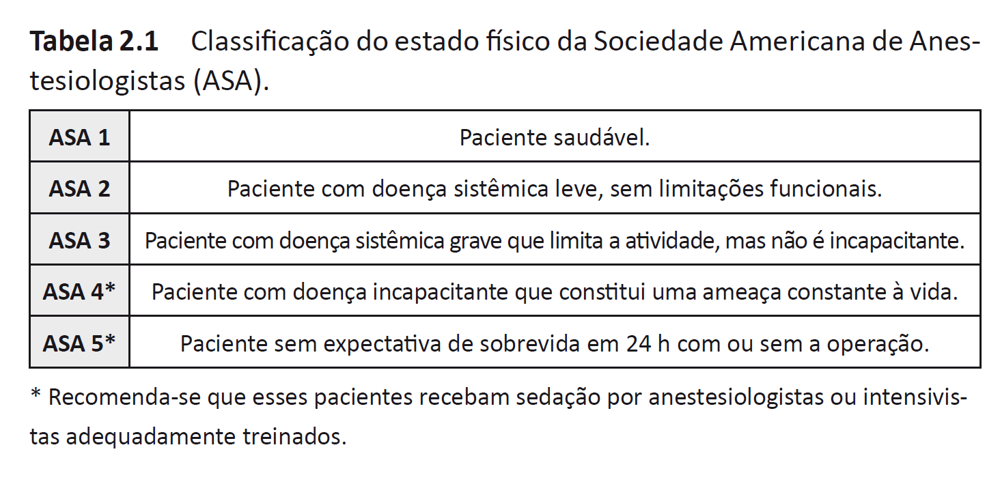 Tabela 2.1 Classificação do estado físico da Sociedade Americana de Anes-
tesiologistas (ASA).
ASA 1 Paciente saudável.
ASA 2 Paciente com doença sistêmica leve, sem limitações funcionais.
ASA 3 Paciente com doença sistêmica grave que limita a atividade, mas não é incapacitante.
ASA 4* Paciente com doença incapacitante que constitui uma ameaça constante à vida.
ASA 5* Paciente sem expectativa de sobrevida em 24 h com ou sem a operação.
* Recomenda-se que esses pacientes recebam sedação por anestesiologistas ou intensivis-
tas adequadamente treinados.